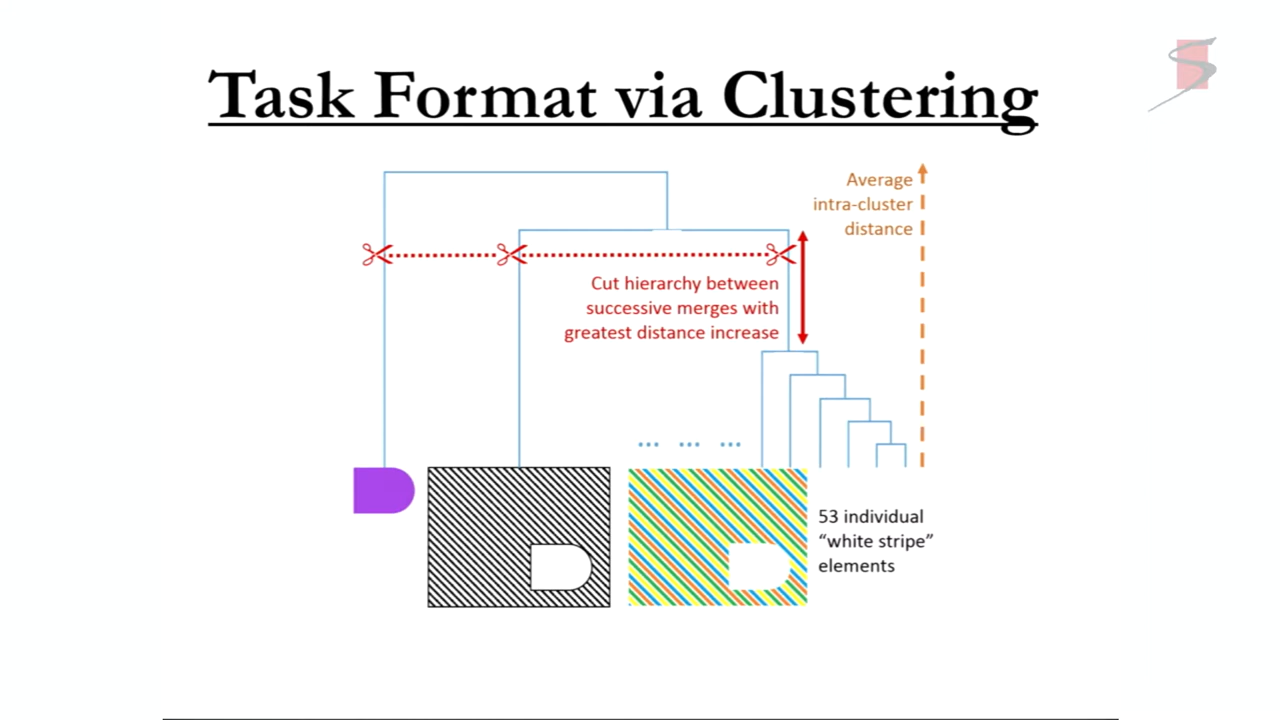 Task Format via Clustering
Average
intra-cluster
distance
Cut hierarchy between
successive merges with
greatest distance increase
... ... ...
53 individual
“white stripe”
elements